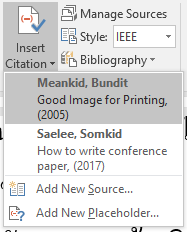 Insert
Citation
Manage Sources
Style: IEEE
Bibliography
Meankid, Bundit
Good Image for Printing,
(2005)
Saelee, Somkid
How to write conference
paper, (2017)
Add New Source...
Add New Placeholder...